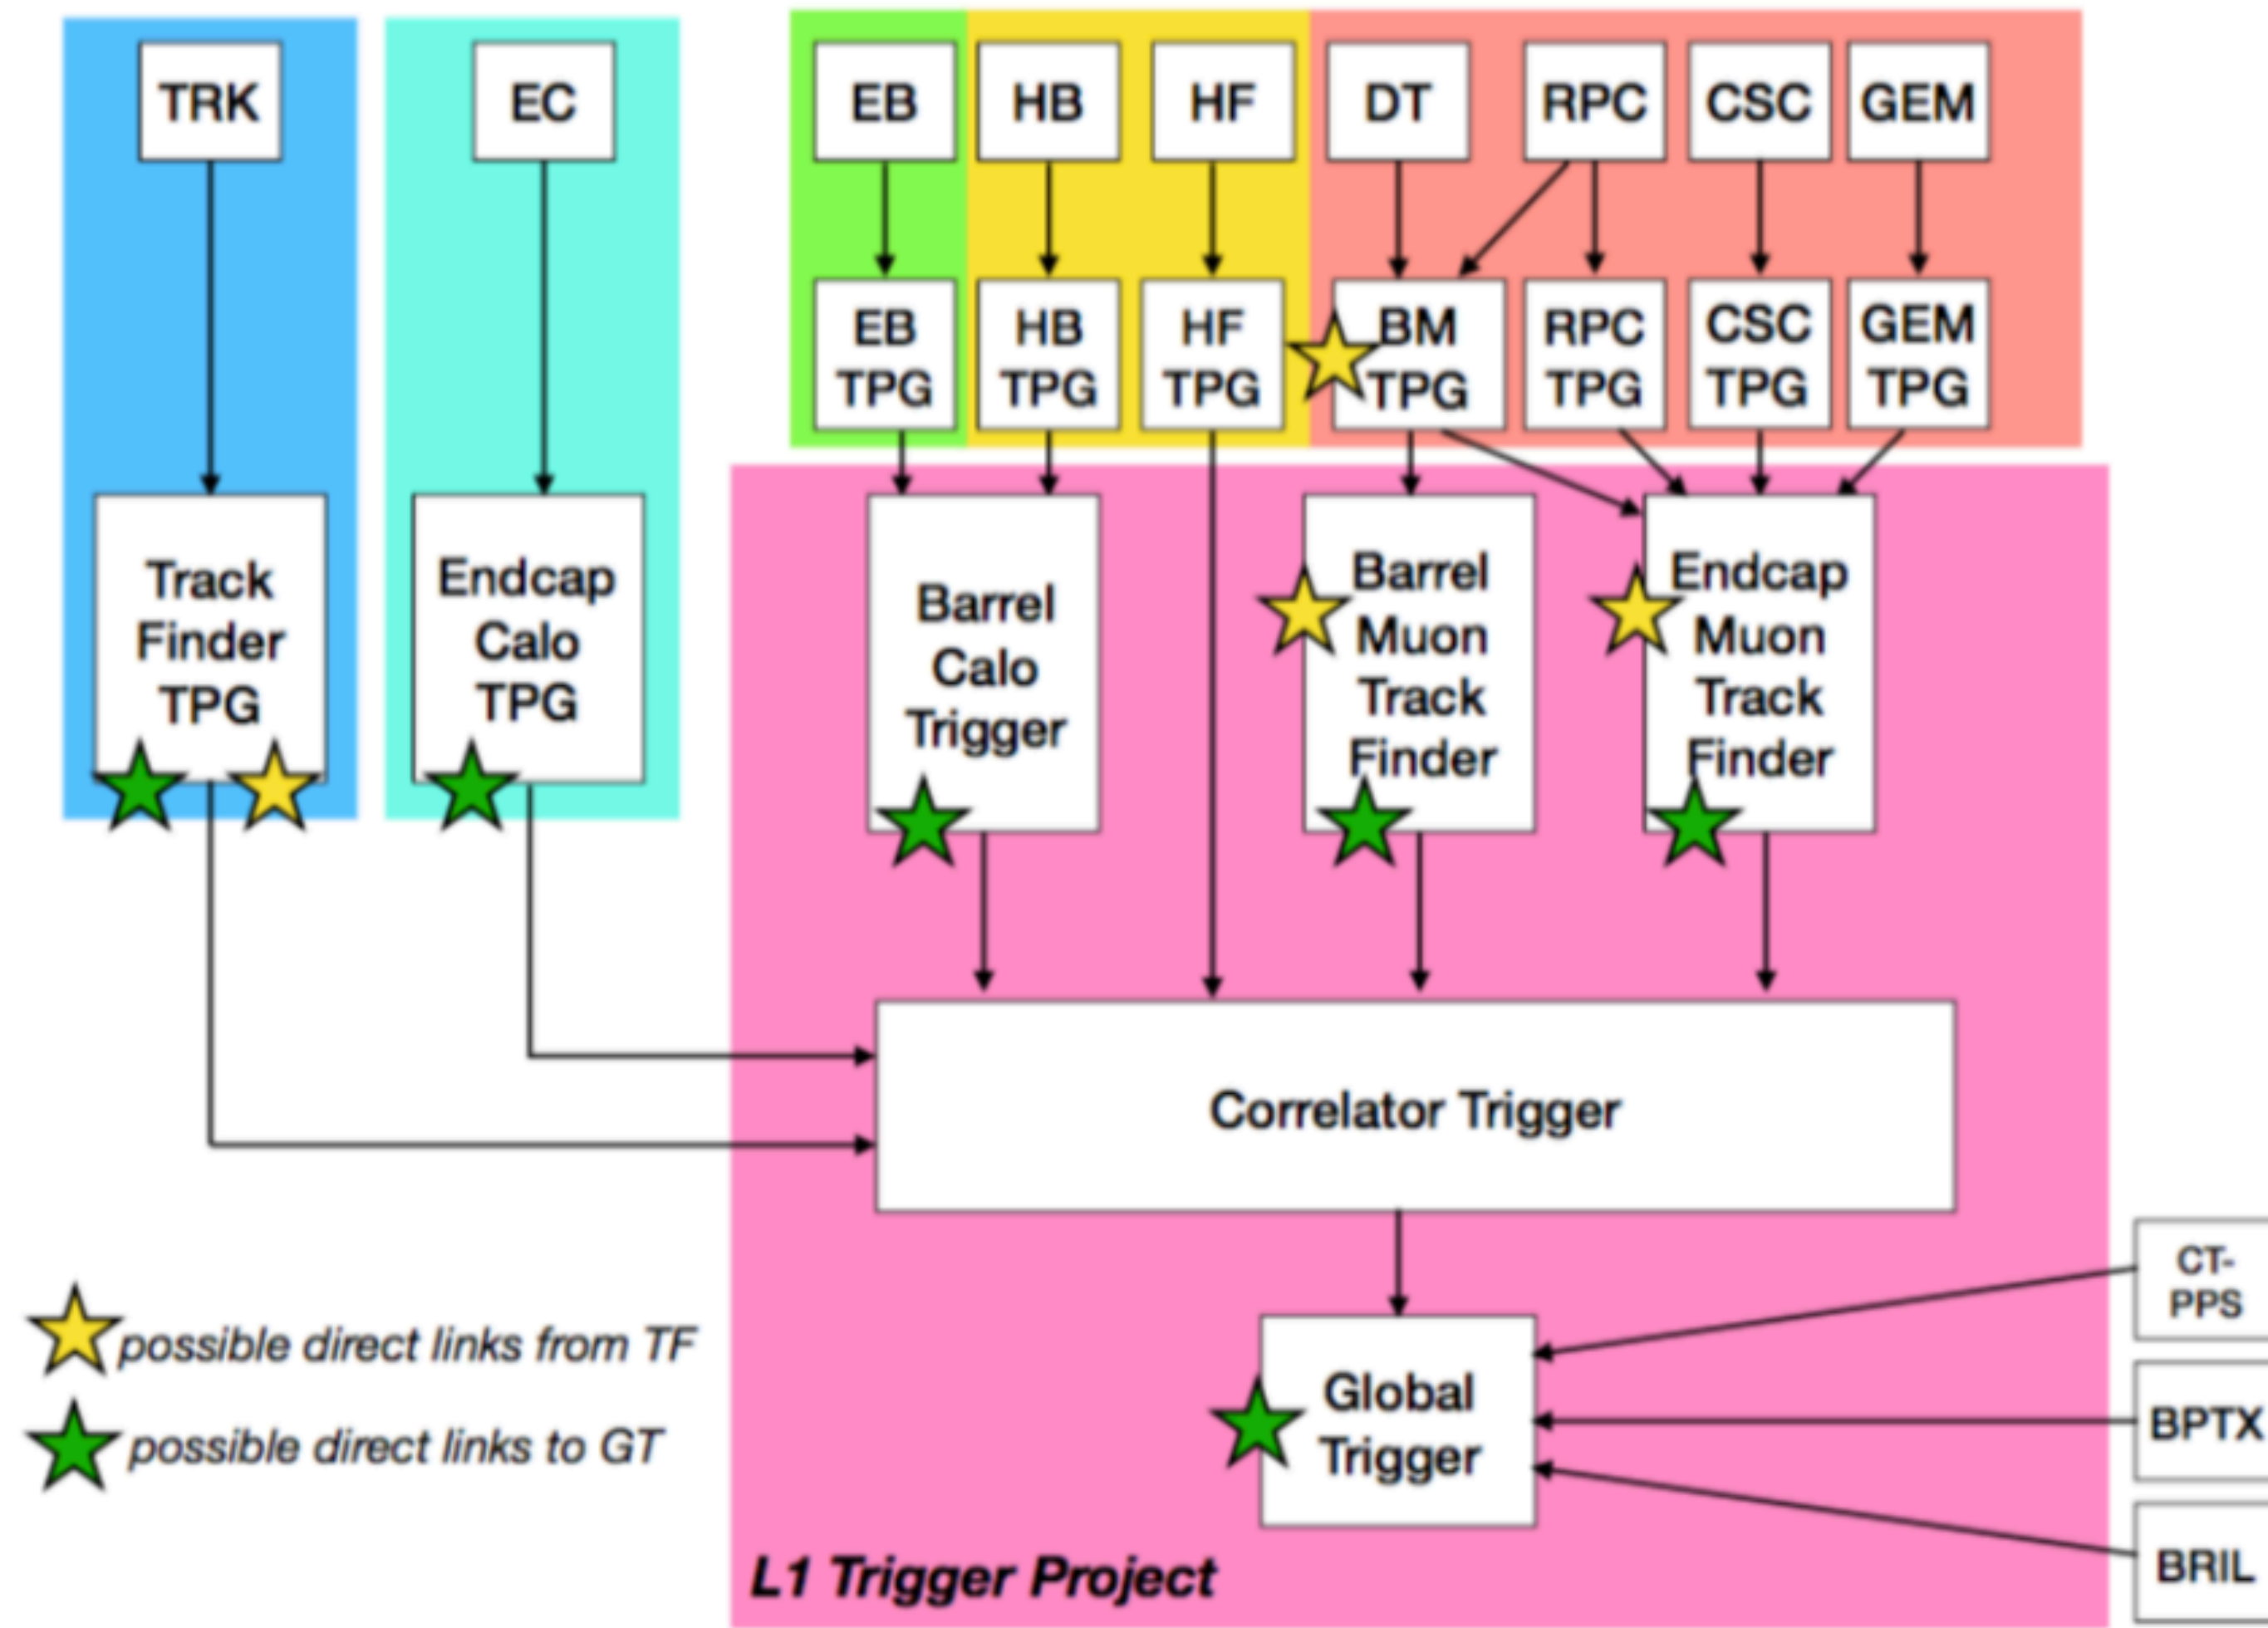 TRK
EC
EB
HB
HF
DT
RPC
CSC
GEM
EB
TPG
HB
TPG
HF
TPG
BM
TPG
RPC
TPG
CSC
TPG
GEM
TPG
Track
Finder
TPG
Endcap
Calo
TPG
Barrel
Calo
Trigger
Barrel
Muon
Track
Finder
Endcap
Muon
Track
Finder
Correlator Trigger
CT-
PPS
possible direct links from TF
Global
Trigger
BPTX
possible direct links to GT
BRIL
L1 Trigger Project